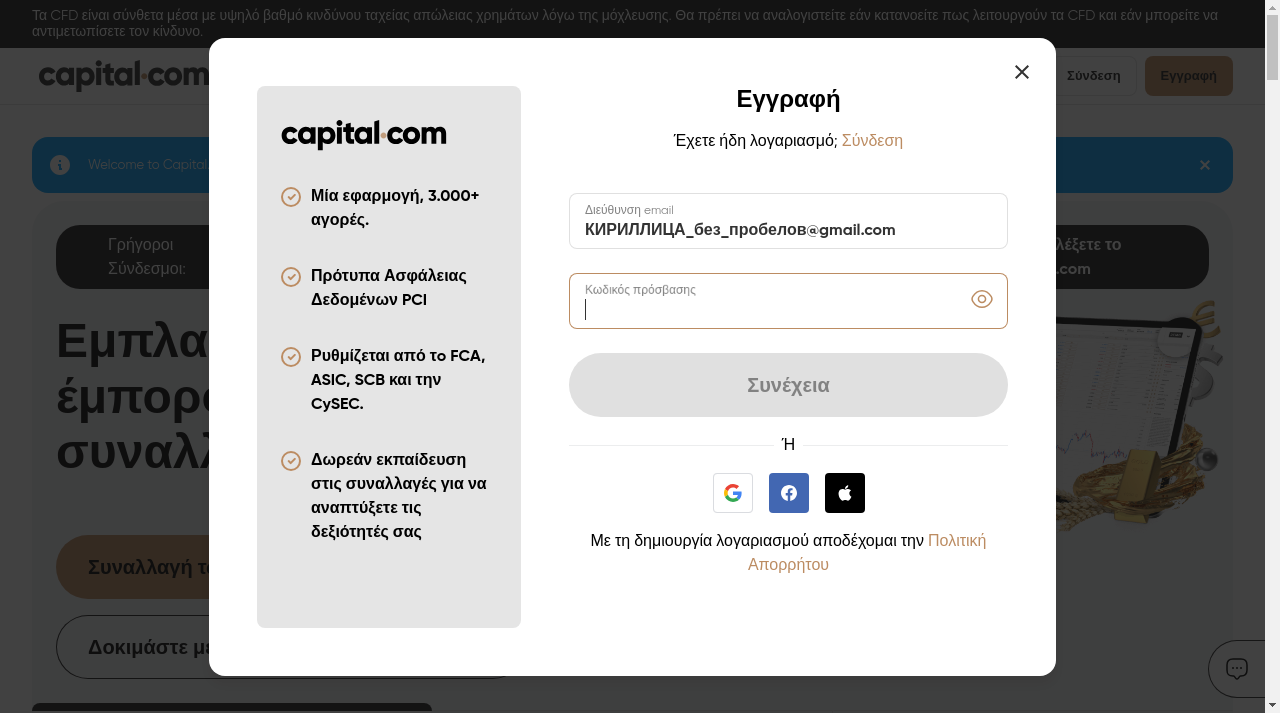 Τα CFD είναι σύνθετα μέσα με υψηλό βαθμό κινδύνου ταχείας απώλειας χρημάτων λόγω της μόχλευσης. Θα πρέπει να αναλογιστείτε εάν κατανοείτε πως λειτουργούν τα CFD και εάν μπορείτε να
αντιμετωπίσετε τον κίνδυνο.
capital.com
Σύνδεση
Εγγραφή
Welcome to Capital
Γρήγοροι
Σύνδεσμοι:
λέξετε το
.com
Εμπλα
έμπορο
συναλλ
Συναλλαγή τ
Δοκιμάστε με
capital.com
Μία εφαρμογή, 3.000+
αγορές.
Πρότυπα Ασφάλειας
Δεδομένων PCI
Ρυθμίζεται από τo FCA,
ASIC, SCB και την
CySEC.
Δωρεάν εκπαίδευση
στις συναλλαγές για να
αναπτύξετε τις
δεξιότητές σας
Εγγραφή
Έχετε ήδη λογαριασμό; Σύνδεση
Διεύθυνση email
КИРИЛЛИЦА_без_пробелов@gmail.com
Κωδικός πρόσβασης
Συνέχεια
Ή
Με τη δημιουργία λογαριασμού αποδέχομαι την Πολιτική
Απορρήτου